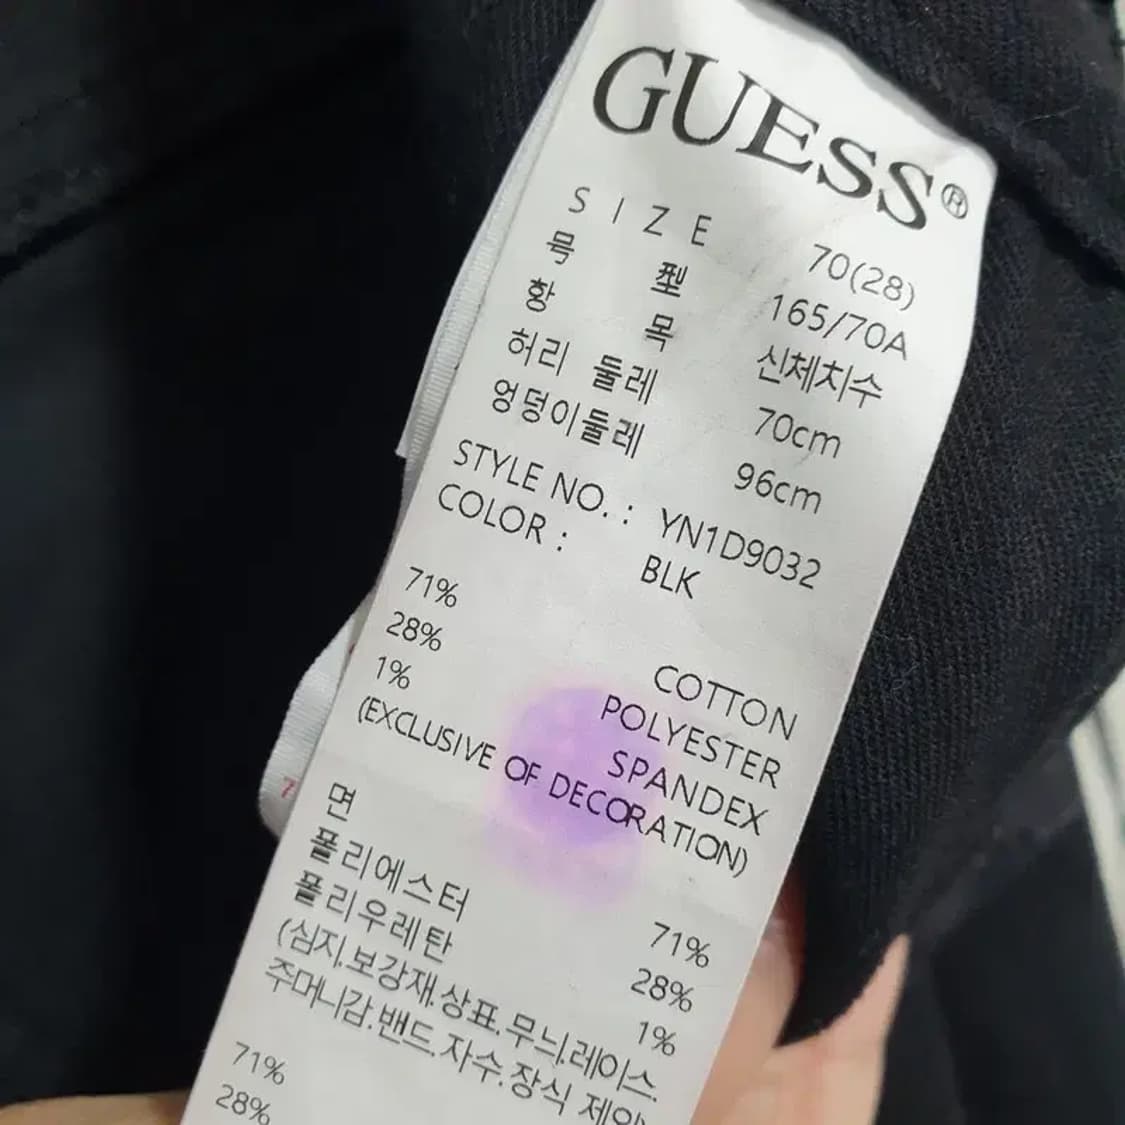 GUESS®
SIZE 70(28)
목 型 165/70A
항 목 신체치수
허리 둘레 70cm
엉덩이둘레 96cm
STYLE NO. : YN1D9032
COLOR : BLK
71% COTTON
28% POLYESTER
1% SPANDEX
(EXCLUSIVE OF DECORATION)
면 71%
폴리에스터 28%
폴리우레탄 1%
(심지.보강재.상표.무늬.레이스.
주머니감.밴드.자수.장식 제외)
71%
28%
7